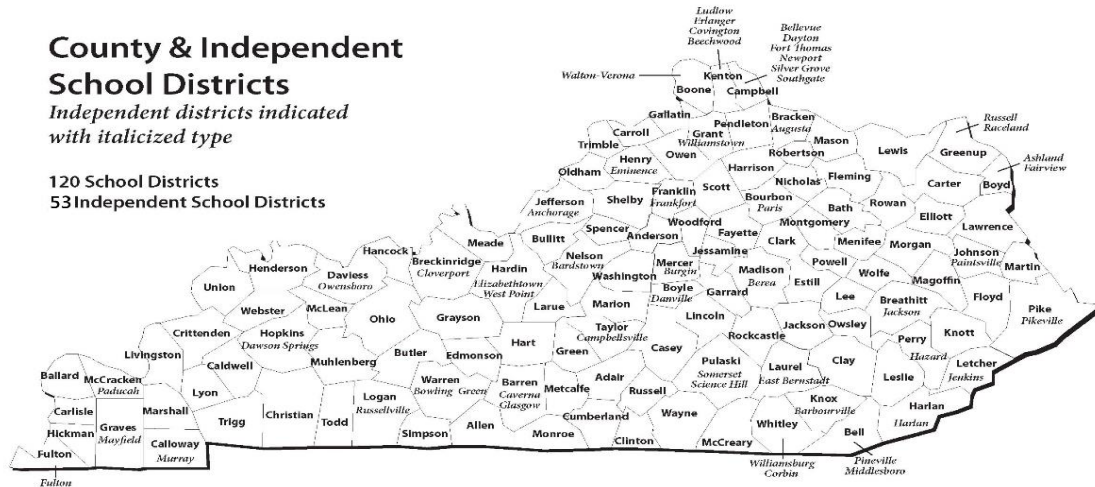 County & Independent
School Districts
Independent districts indicated
with italicized type
120 School Districts
53 Independent School Districts
Ludlow
Erlanger
Covington
Beechwood
Bellevue
Dayton
Fort Thomas
Newport
Silver Grove
Southgate
Walton-Verona
Kenton
Boone
Campbell
Gallatin
Pendleton
Bracken
Augusta
Carroll
Grant
Williamstown
Mason
Trimble
Owen
Robertson
Lewis
Greenup
Russell
Raceland
Henry
Eminence
Harrison
Ashland
Fairview
Oldham
Franklin
Frankfort
Scott
Nicholas
Fleming
Carter
Boyd
Jefferson
Anchorage
Shelby
Bourbon
Paris
Bath
Rowan
Elliott
Woodford
Montgomery
Lawrence
Spencer
Anderson
Fayette
Clark
Menifee
Morgan
Meade
Bullitt
Hancock
Breckinridge
Cloverport
Nelson
Bardstown
Mercer
Burgin
Jessamine
Johnson
Paintsville
Martin
Henderson
Daviess
Owensboro
Hardin
Elizabethtown
West Point
Washington
Madison
Berea
Powell
Wolfe
Magoffin
Union
Boyle
Danville
Garrard
Estill
Lee
Breathitt
Jackson
Floyd
Pike
Pikeville
Webster
McLean
Ohio
Grayson
Larue
Marion
Lincoln
Crittenden
Hopkins
Dawson Springs
Hart
Taylor
Campbellsville
Rockcastle
Jackson
Owsley
Perry
Hazard
Knott
Livingston
Caldwell
Muhlenberg
Butler
Edmonson
Green
Casey
Pulaski
Somerset
Science Hill
Laurel
East Bernstadt
Clay
Leslie
Letcher
Jenkins
Ballard
McCracken
Paducah
Lyon
Warren
Bowling Green
Barren
Caverna
Glasgow
Metcalfe
Adair
Russell
Knox
Barbourville
Harlan
Harlan
Carlisle
Marshall
Trigg
Christian
Todd
Logan
Russellville
Cumberland
Wayne
Whitley
Hickman
Graves
Mayfield
Calloway
Murray
Simpson
Allen
Monroe
Clinton
McCreary
Bell
Fulton
Fulton
Williamsburg
Corbin
Pineville
Middlesboro